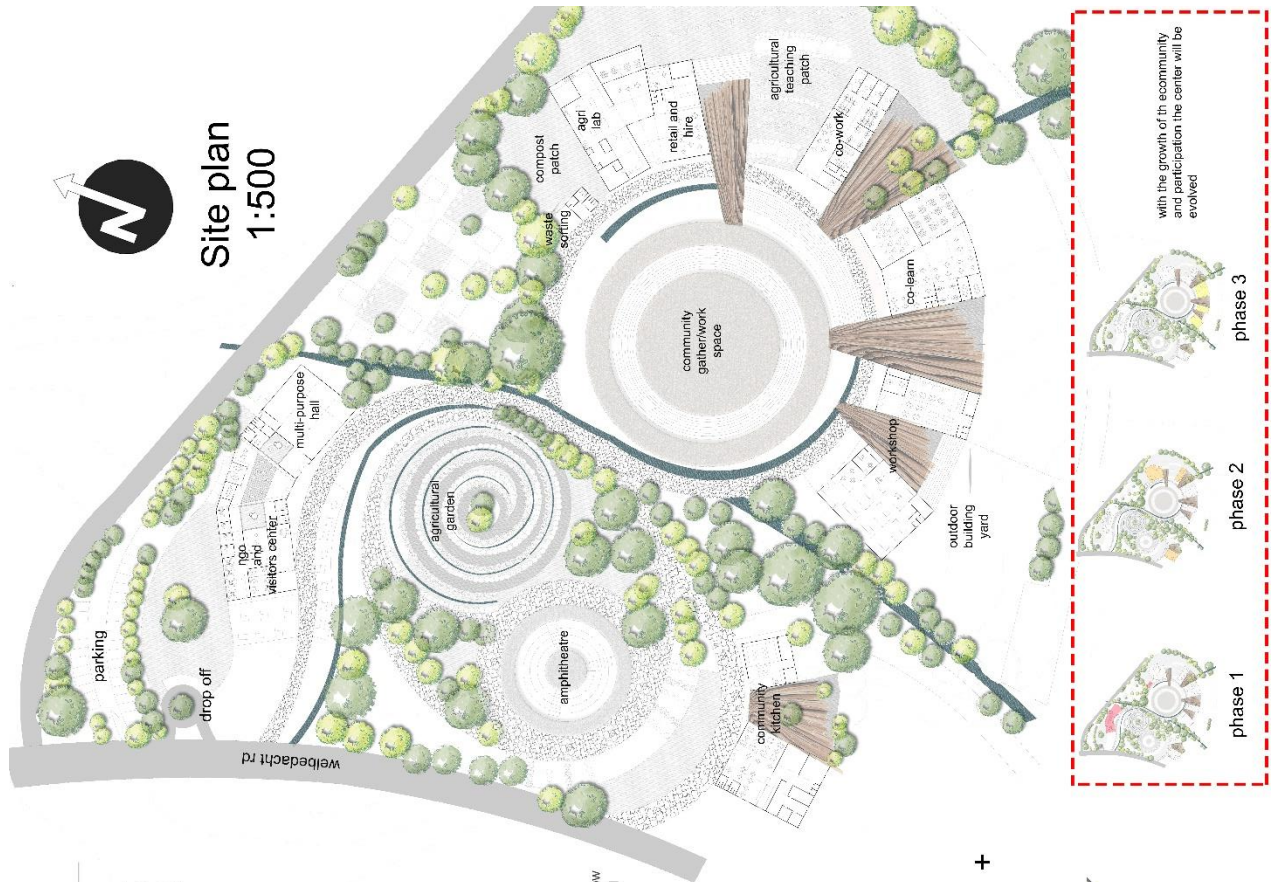 N
Site plan
1:500
parking
drop off
welbedacht rd
ngo
and
visitors center
multi-purpose
hall
agricultural
garden
amphitheatre
community
kitchen
compost
patch
waste
sorting
agri
lab
retail and
hire
agricultural
teaching
patch
co-work
co-learn
community
gather/work
space
workshop
outdoor
building
yard
phase 1
phase 2
phase 3
with the growth of th ecommunity
and participation the center will be
evolved